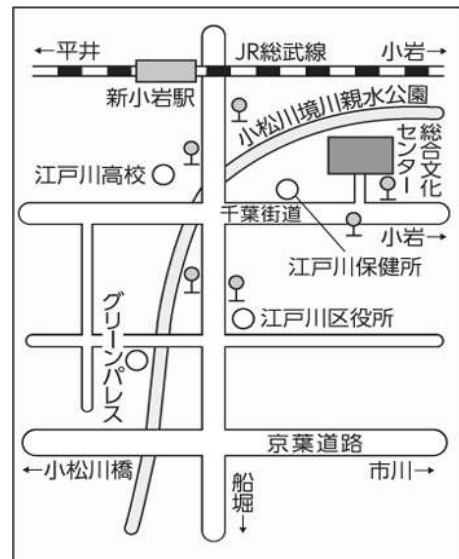 ←平井
JR総武線
小岩→
新小岩駅
小松川境川親水公園
総合文化
センター
江戸川高校
千葉街道
小岩→
江戸川保健所
江戸川区役所
グリーンパレス
京葉道路
←小松川橋
市川→
船堀↓